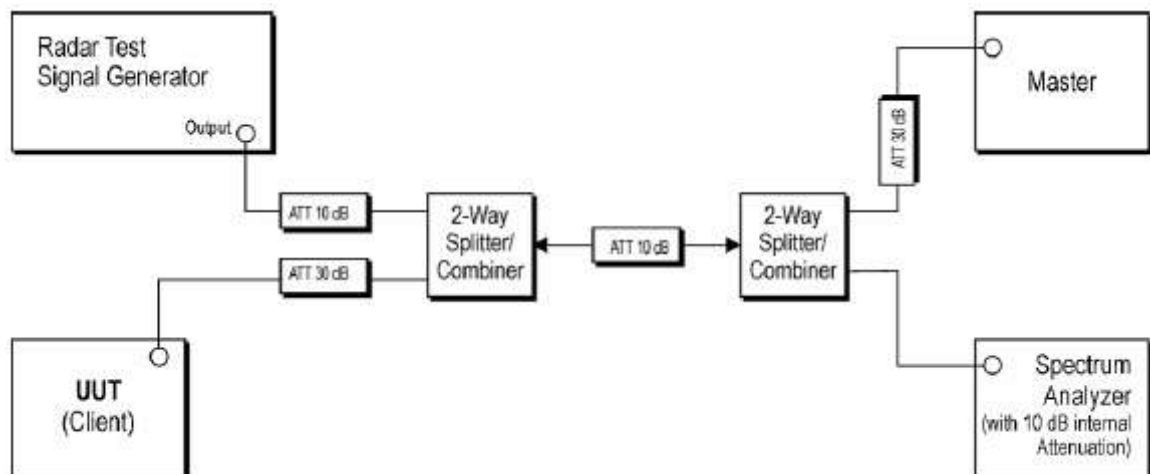 Radar Test
Signal Generator
Output
ATT 10 dB
ATT 30 dB
UUT
(Client)
2-Way
Splitter/
Combiner
ATT 10 dB
2-Way
Splitter/
Combiner
ATT 30 dB
Master
Spectrum
Analyzer
(with 10 dB internal
Attenuation)